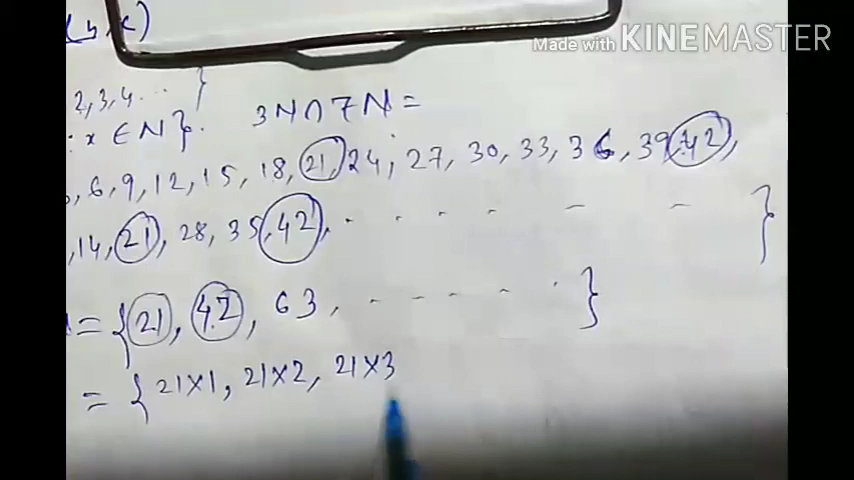 Made with KINEMASTER
2, 3, 4 ... }
: x ∈ N }. 3N ∩ 7N =
, 6, 9, 12, 15, 18, 21, 24, 27, 30, 33, 36, 39, 42,
, 14, 21, 28, 35, 42, . . . . - - }
= { 21, 42, 63, . - - - - . }
= { 21×1, 21×2, 21×3